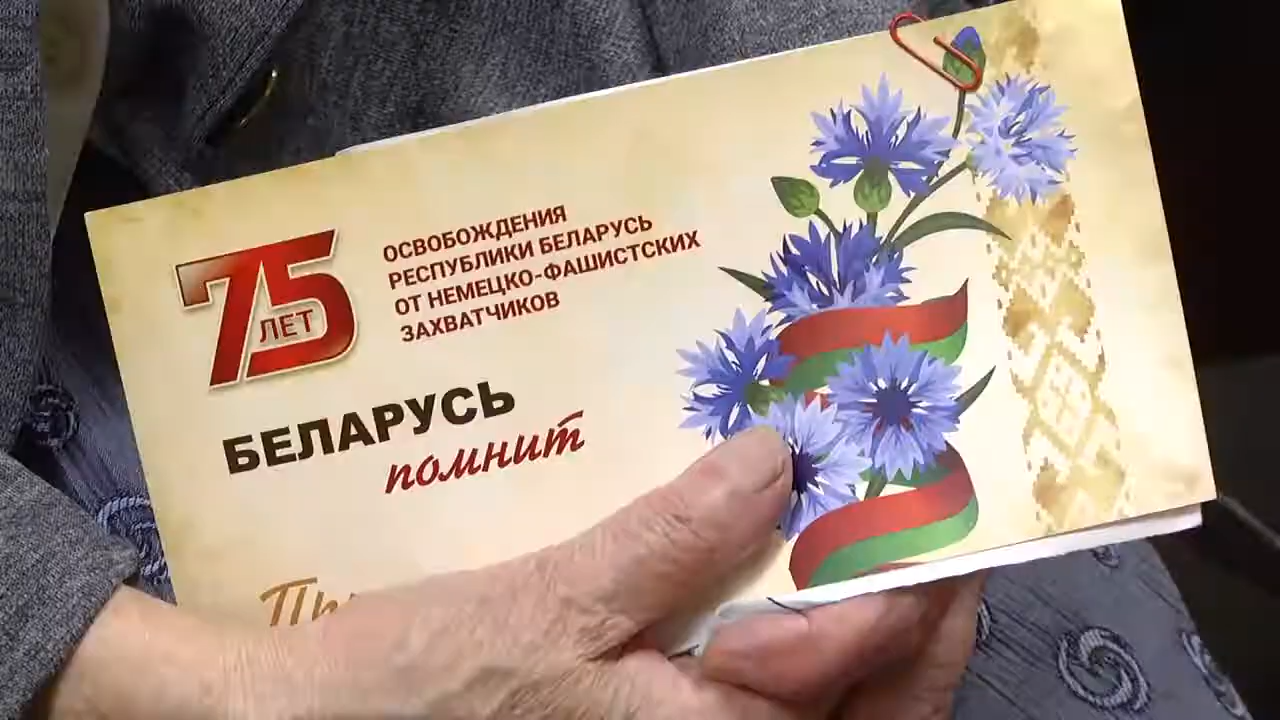 75
ЛЕТ
ОСВОБОЖДЕНИЯ
РЕСПУБЛИКИ БЕЛАРУСЬ
ОТ НЕМЕЦКО-ФАШИСТСКИХ
ЗАХВАТЧИКОВ
БЕЛАРУСЬ
помнит